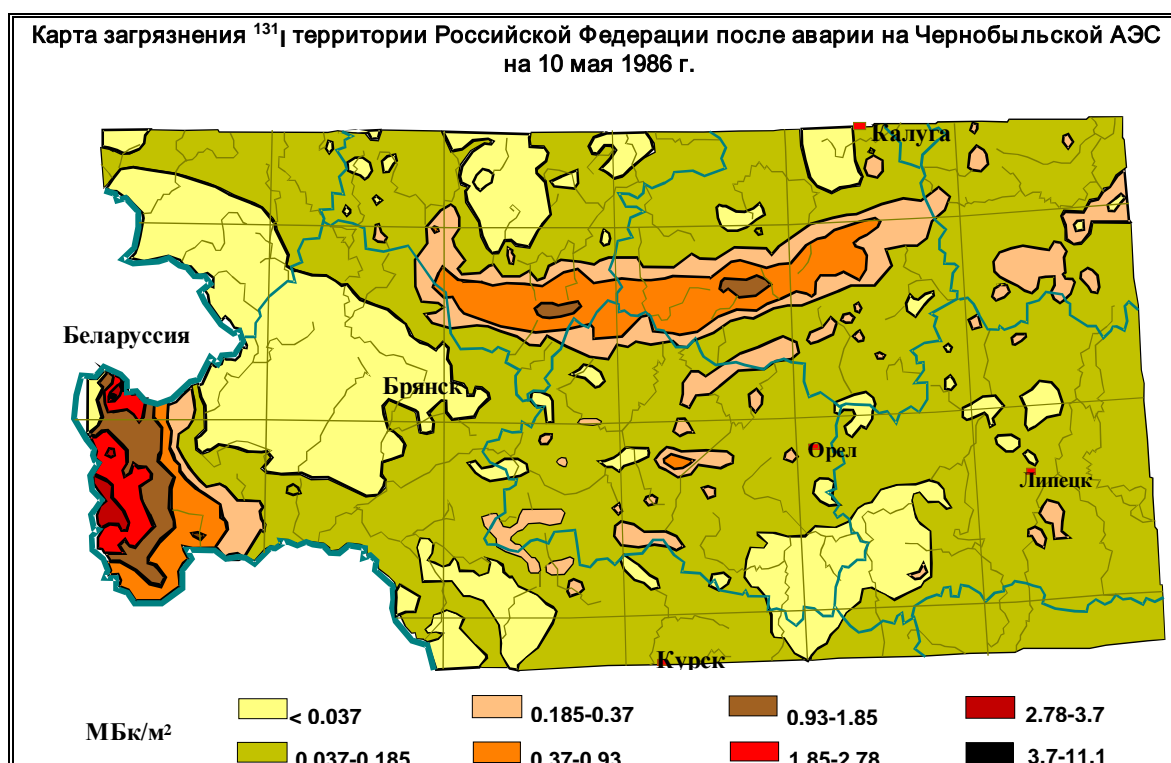 Карта загрязнения ¹³¹I территории Российской Федерации после аварии на Чернобыльской АЭС
на 10 мая 1986 г.
Калуга
Беларуссия
Брянск
Орел
Липецк
Курск
МБк/м²
< 0.037
0.185-0.37
0.93-1.85
2.78-3.7
0.037-0.185
0.37-0.93
1.85-2.78
3.7-11.1